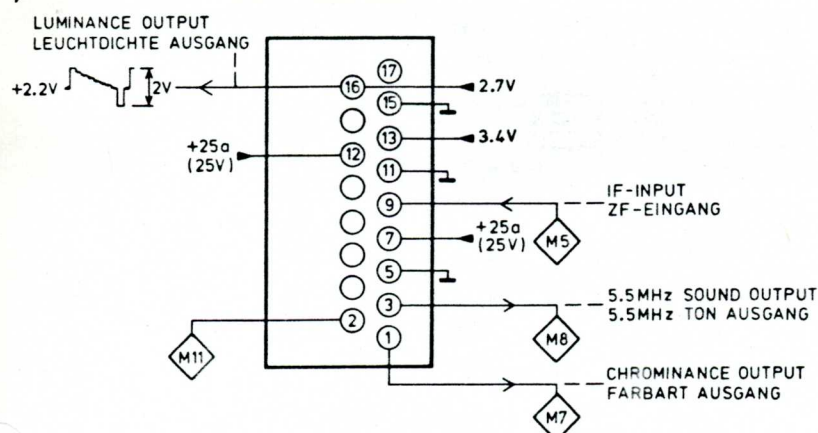 LUMINANCE OUTPUT
LEUCHTDICHTE AUSGANG
+2.2V
2V
16
17
2.7V
15
13
3.4V
+25a
(25V)
12
11
9
IF-INPUT
ZF-EINGANG
M5
7
+25a
(25V)
5
3
5.5MHz SOUND OUTPUT
5.5MHz TON AUSGANG
M8
2
M11
1
CHROMINANCE OUTPUT
FARBART AUSGANG
M7